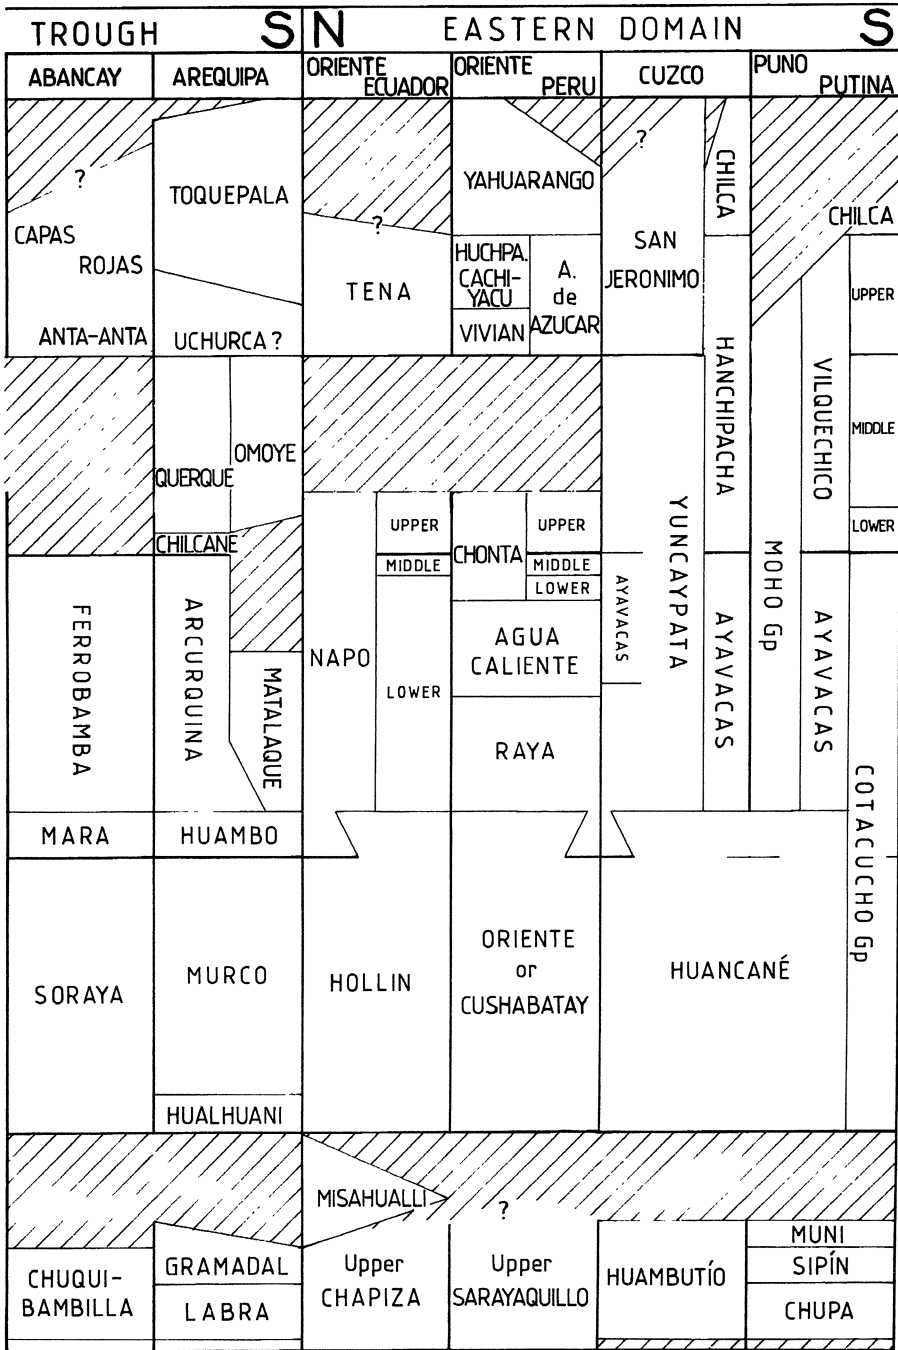 TROUGH S N EASTERN DOMAIN S
ABANCAY
AREQUIPA
ORIENTE
ECUADOR
ORIENTE
PERU
CUZCO
PUNO
PUTINA
?
CAPAS
ROJAS
ANTA-ANTA
FERROBAMBA
MARA
SORAYA
CHUQUI-
BAMBILLA
TOQUEPALA
UCHURCA ?
QUERQUE
OMOYE
CHILCANE
ARCURQUINA
MATALAQUE
HUAMBO
MURCO
HUALHUANI
GRAMADAL
LABRA
?
TENA
NAPO
UPPER
MIDDLE
LOWER
HOLLIN
MISAHUALLI
Upper
CHAPIZA
YAHUARANGO
HUCHPA.
CACHI-
YACU
VIVIAN
A.
de
AZUCAR
CHONTA
UPPER
MIDDLE
LOWER
AGUA
CALIENTE
RAYA
ORIENTE
or
CUSHABATAY
?
Upper
SARAYAQUILLO
?
SAN
JERONIMO
CHILCA
HANCHIPACHA
YUNCAYPATA
AYAVACAS
AYAVACAS
HUANCANÉ
HUAMBUTÍO
CHILCA
UPPER
MIDDLE
LOWER
VILQUECHICO
MOHO Gp
AYAVACAS
COTACUCHO Gp
MUNI
SIPÍN
CHUPA